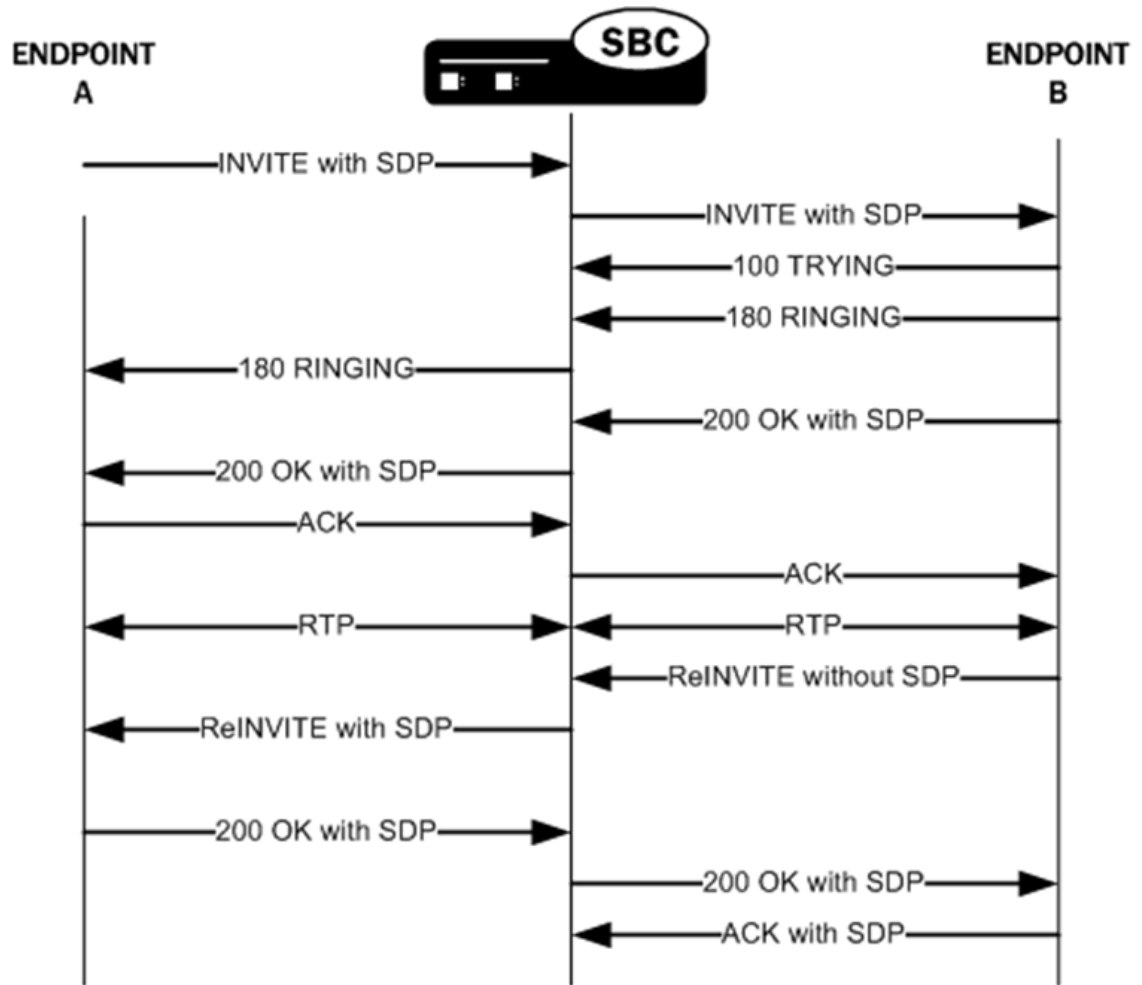 ENDPOINT
A
SBC
ENDPOINT
B
INVITE with SDP
INVITE with SDP
100 TRYING
180 RINGING
180 RINGING
200 OK with SDP
200 OK with SDP
ACK
ACK
RTP
RTP
ReINVITE without SDP
ReINVITE with SDP
200 OK with SDP
200 OK with SDP
ACK with SDP